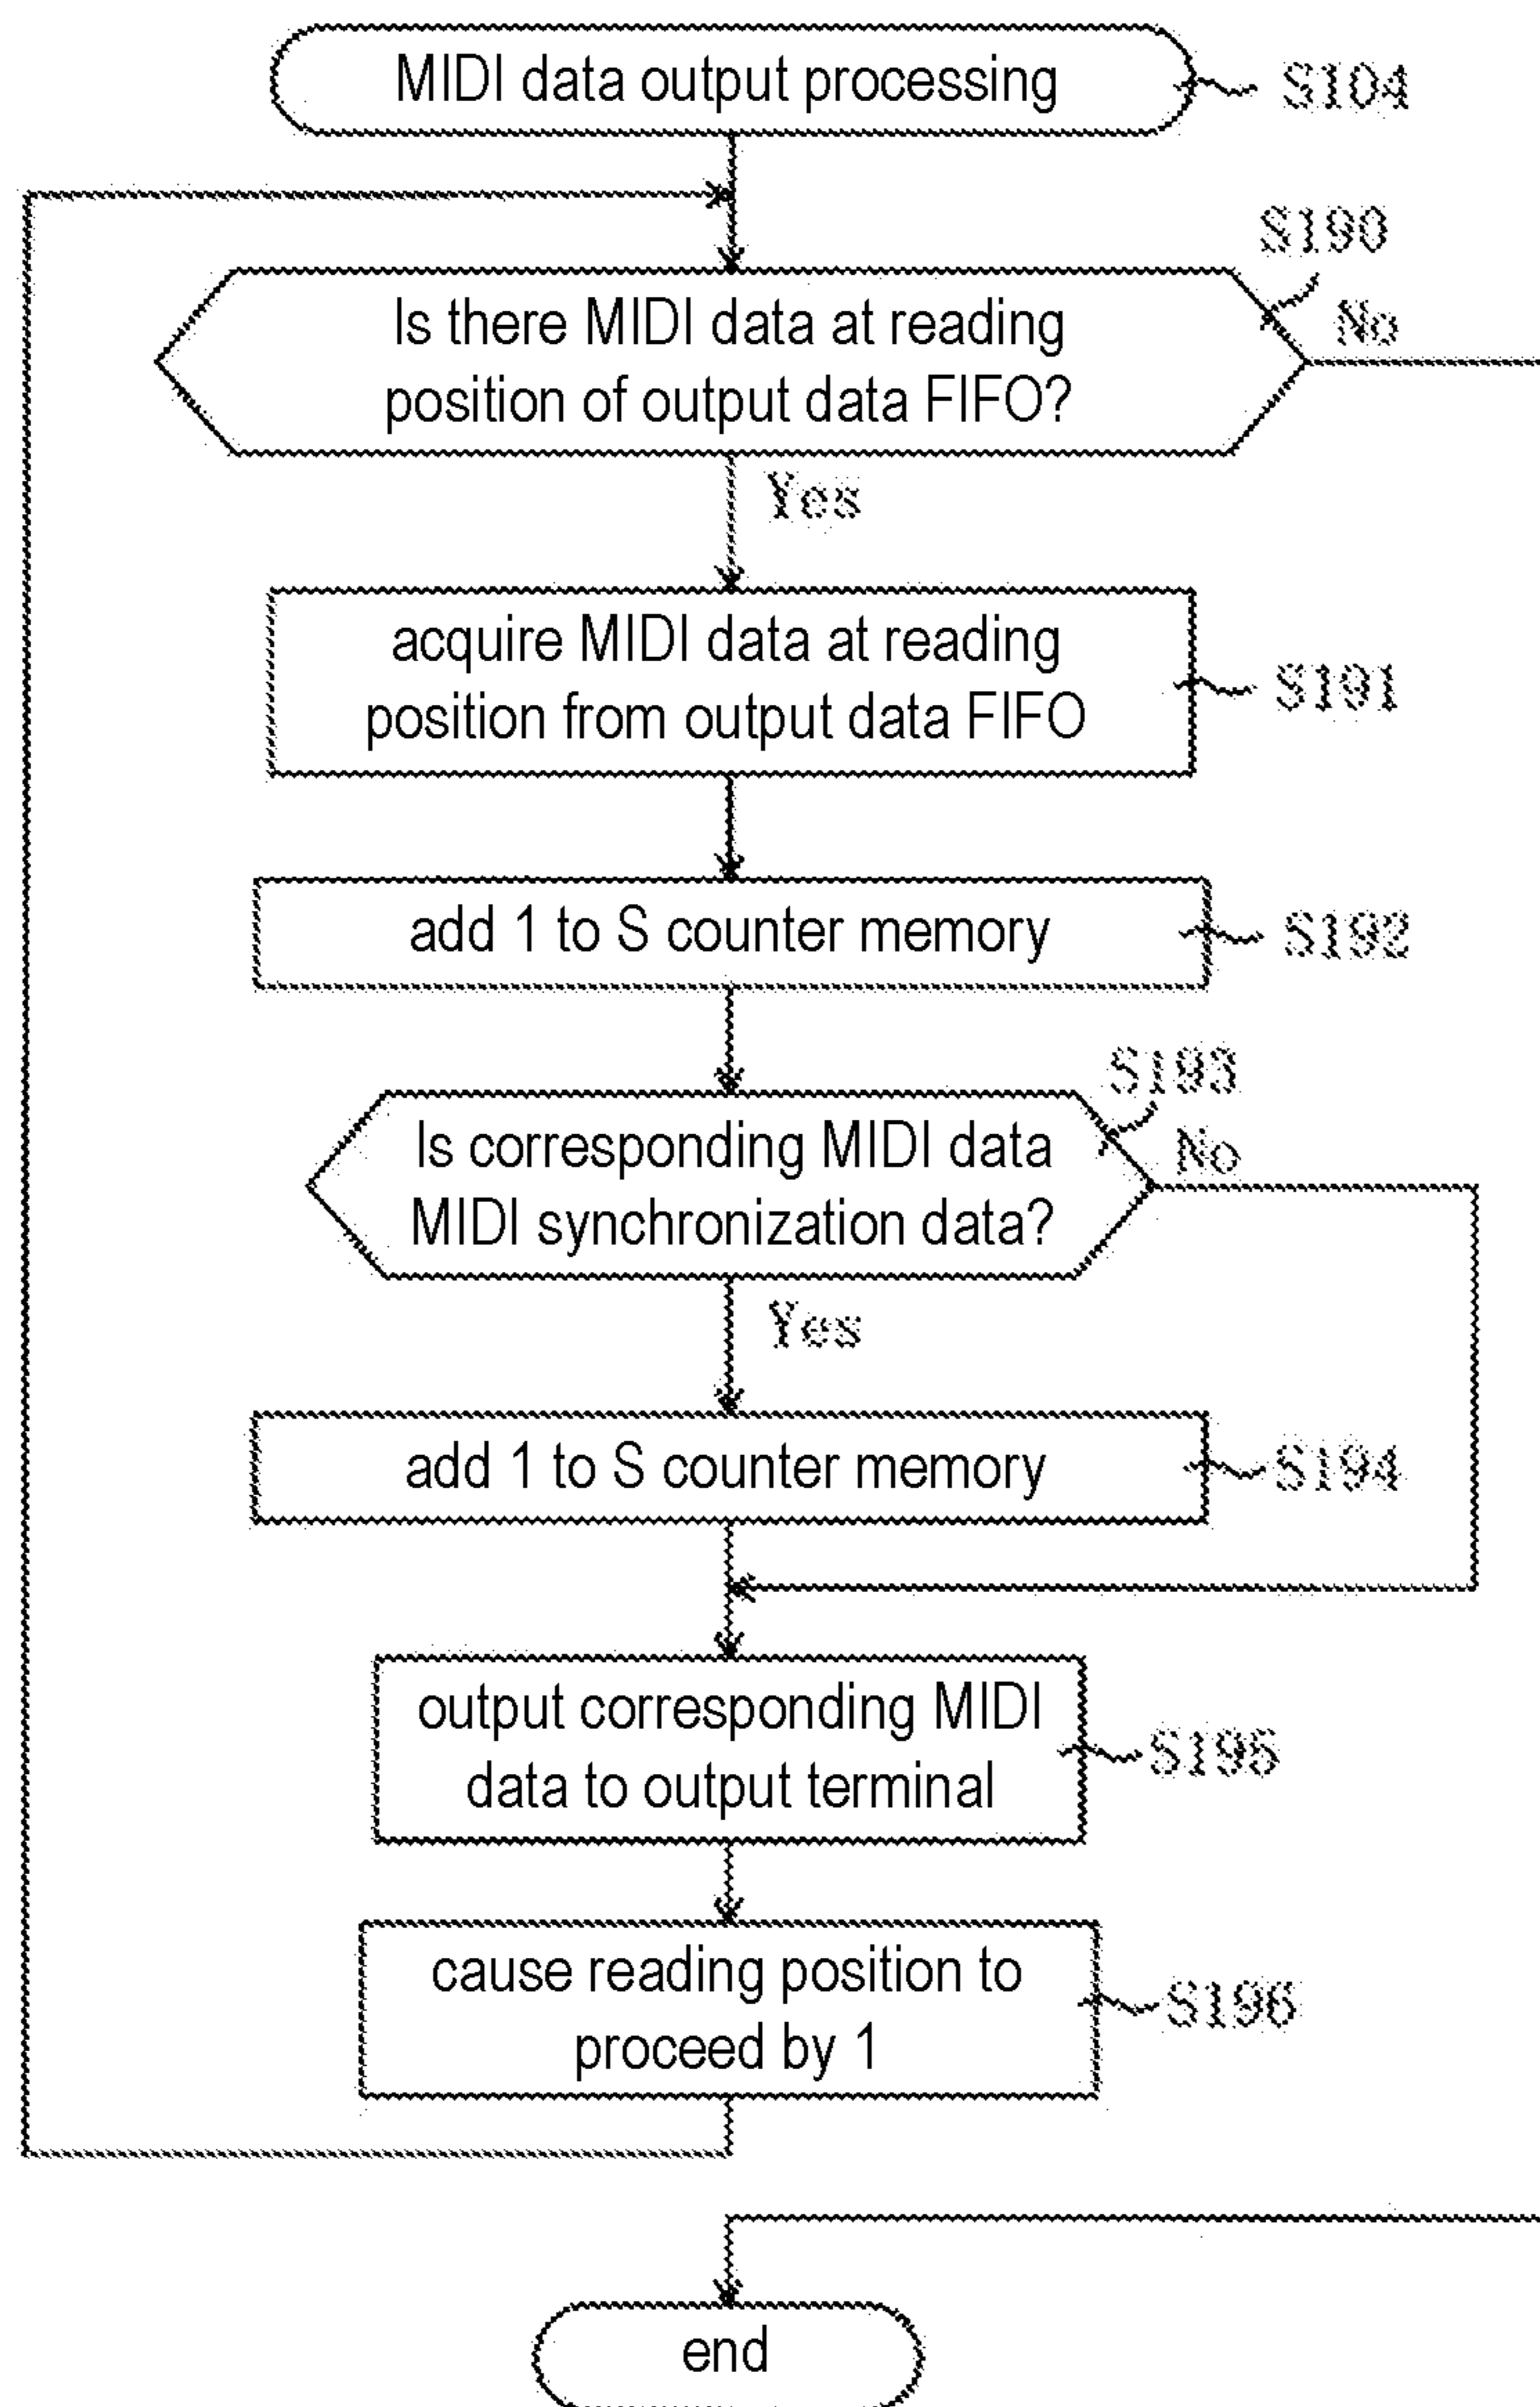 MIDI data output processing
S104
S190
Is there MIDI data at reading
No
position of output data FIFO?
Yes
acquire MIDI data at reading
position from output data FIFO
S191
add 1 to S counter memory
S192
S193
Is corresponding MIDI data
No
MIDI synchronization data?
Yes
add 1 to S counter memory
S194
output corresponding MIDI
data to output terminal
S195
cause reading position to
proceed by 1
S196
end